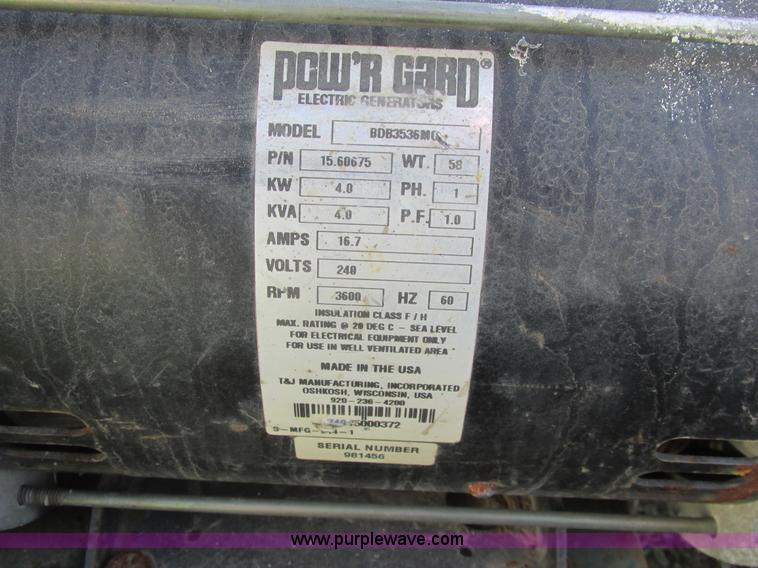 POW'R GARD®
ELECTRIC GENERATORS
MODEL BDB3536M
P/N 15.60675 WT. 58
KW 4.0 PH. 1
KVA 4.0 P.F. 1.0
AMPS 16.7
VOLTS 240
RPM 3600 HZ 60
INSULATION CLASS F / H
MAX. RATING @ 20 DEG C - SEA LEVEL
FOR ELECTRICAL EQUIPMENT ONLY
FOR USE IN WELL VENTILATED AREA
MADE IN THE USA
T&J MANUFACTURING, INCORPORATED
OSHKOSH, WISCONSIN, USA
920-236-4200
SERIAL NUMBER
981456
www.purplewave.com